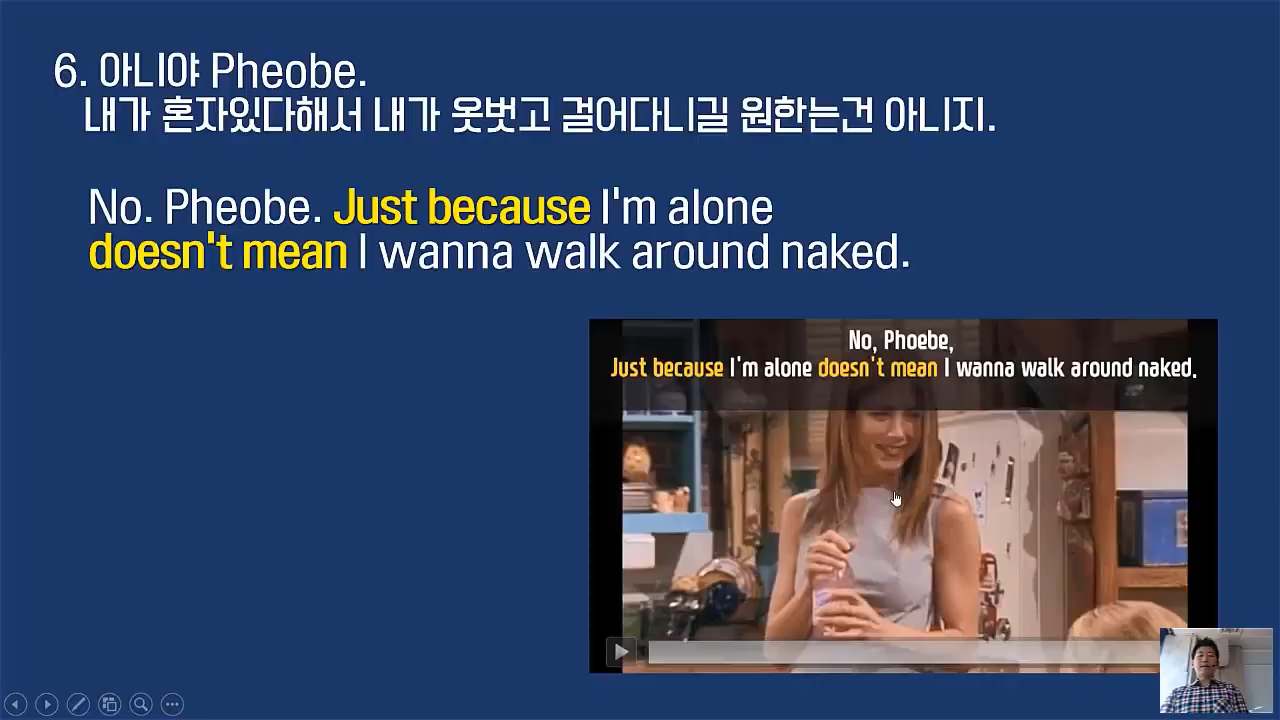 6. 아니야 Pheobe.
내가 혼자있다해서 내가 옷벗고 걸어다니길 원한는건 아니지.
No. Pheobe. Just because I'm alone
doesn't mean I wanna walk around naked.
No, Phoebe,
Just because I'm alone doesn't mean I wanna walk around naked.